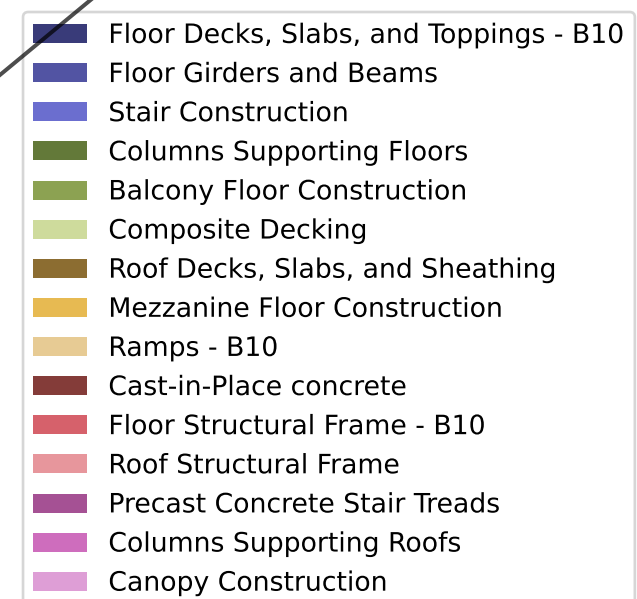 Floor Decks, Slabs, and Toppings - B10
Floor Girders and Beams
Stair Construction
Columns Supporting Floors
Balcony Floor Construction
Composite Decking
Roof Decks, Slabs, and Sheathing
Mezzanine Floor Construction
Ramps - B10
Cast-in-Place concrete
Floor Structural Frame - B10
Roof Structural Frame
Precast Concrete Stair Treads
Columns Supporting Roofs
Canopy Construction